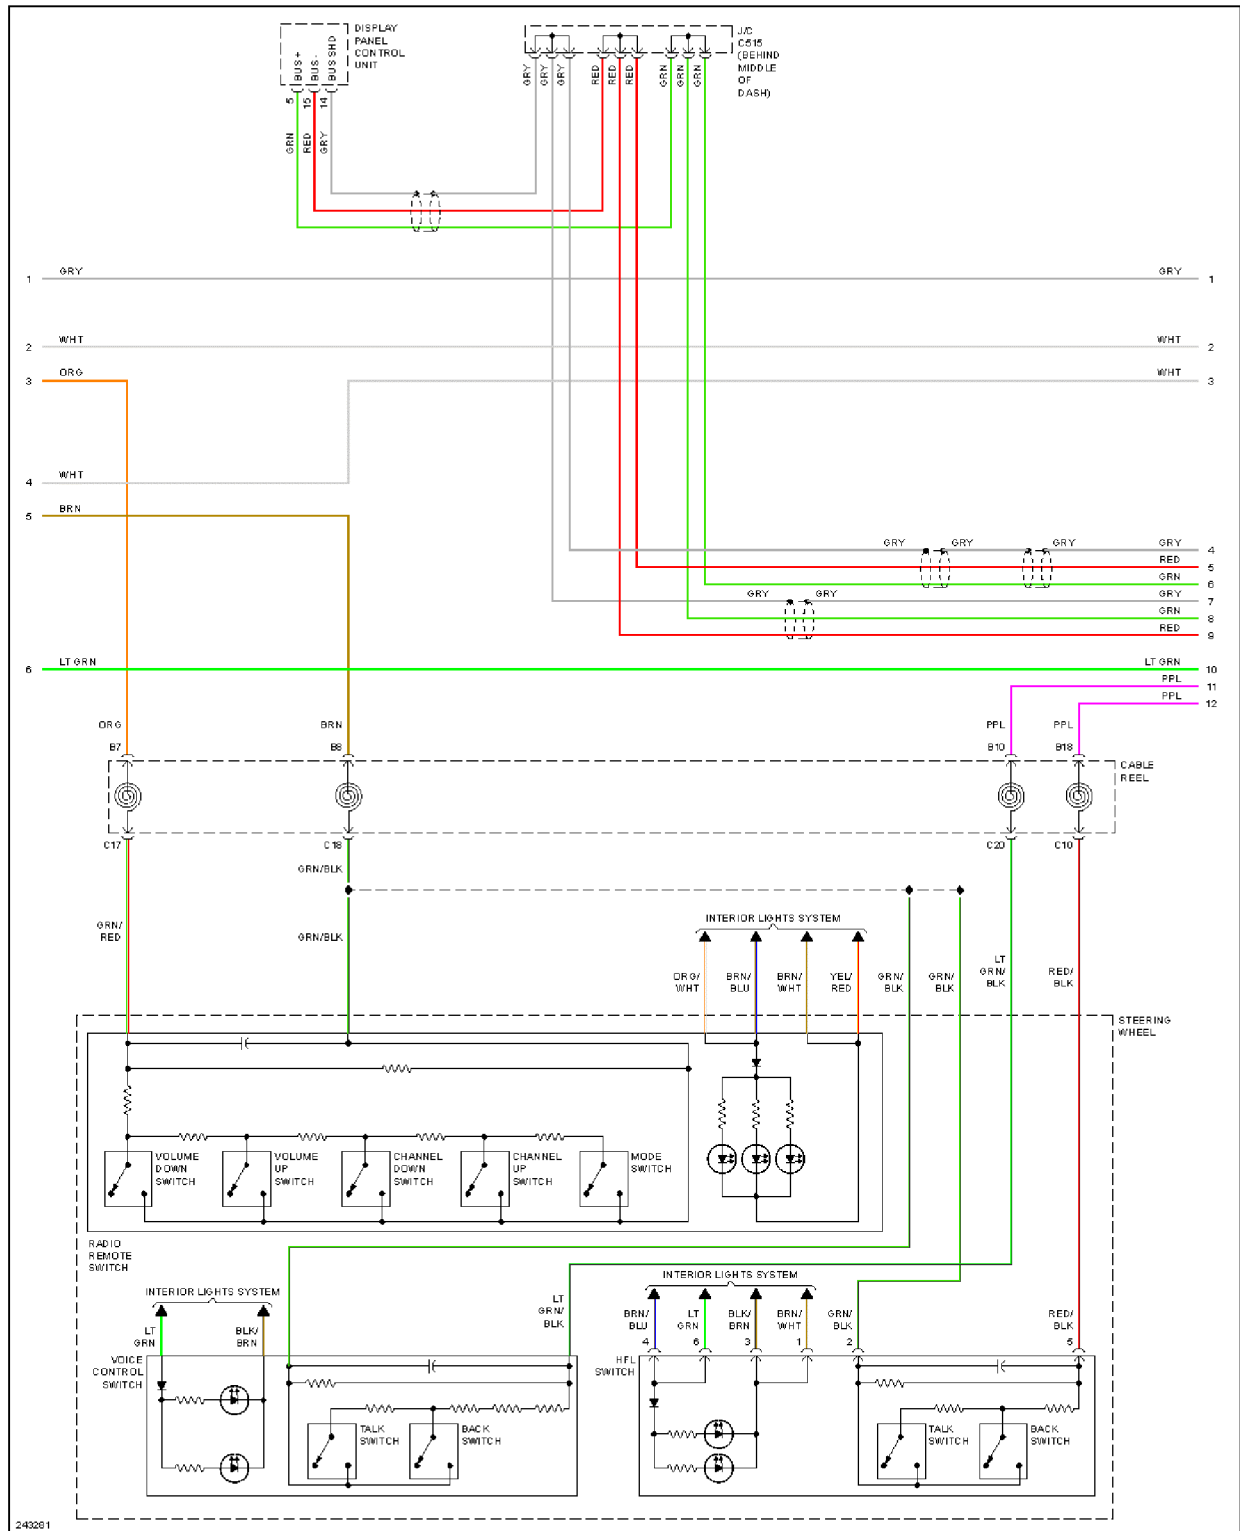 DISPLAY
PANEL
CONTROL
UNIT
BUS +
BUS -
BUS SHD
5
15
14
GRN
RED
GRY
J/C
C515
(BEHIND
MIDDLE
OF
DASH)
GRY
GRY
GRY
RED
RED
RED
GRN
GRN
GRN
1 GRY GRY 1
2 WHT WHT 2
3 ORG WHT 3
4 WHT
5 BRN
GRY GRY GRY GRY 4
RED 5
GRN 6
GRY GRY GRY 7
GRN 8
RED 9
6 LT GRN LT GRN 10
PPL 11
PPL 12
ORG BRN PPL PPL
B7 B8 B10 B18
CABLE
REEL
C17 C18 C20 C10
GRN/BLK
GRN/
RED
GRN/BLK
INTERIOR LIGHTS SYSTEM
ORG/
WHT
BRN/
BLU
BRN/
WHT
YEL/
RED
GRN/
BLK
GRN/
BLK
LT
GRN/
BLK
RED/
BLK
STEERING
WHEEL
VOLUME
DOWN
SWITCH
VOLUME
UP
SWITCH
CHANNEL
DOWN
SWITCH
CHANNEL
UP
SWITCH
MODE
SWITCH
RADIO
REMOTE
SWITCH
INTERIOR LIGHTS SYSTEM
LT
GRN
BLK/
BRN
LT
GRN/
BLK
INTERIOR LIGHTS SYSTEM
BRN/
BLU
LT
GRN
BLK/
BRN
BRN/
WHT
GRN/
BLK
RED/
BLK
4 6 3 1 2 5
VOICE
CONTROL
SWITCH
HFL
SWITCH
TALK
SWITCH
BACK
SWITCH
TALK
SWITCH
BACK
SWITCH
243281